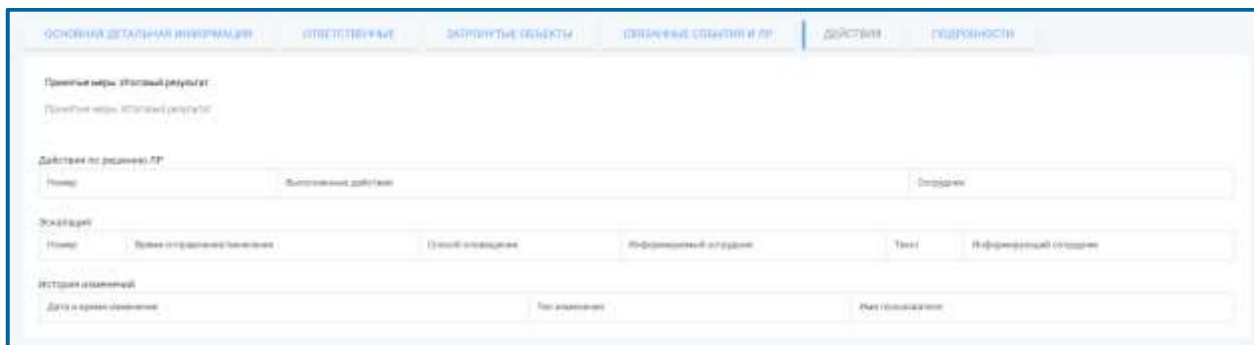 ОСНОВНАЯ ДЕТАЛЬНАЯ ИНФОРМАЦИЯ ОТВЕТСТВЕННЫЕ ЗАТРОНУТЫЕ ОБЪЕКТЫ СВЯЗАННЫЕ СОБЫТИЯ И ЛР ДЕЙСТВИЯ ПОДРОБНОСТИ
Принятые меры. Итоговый результат
Принятые меры. Итоговый результат
Действия по решению ЛР
Номер Выполненные действия Сотрудник
Эскалация
Номер Время отправления/занесения Способ оповещения Информируемый сотрудник Текст Информирующий сотрудник
История изменений
Дата и время изменения Тип изменения Имя пользователя